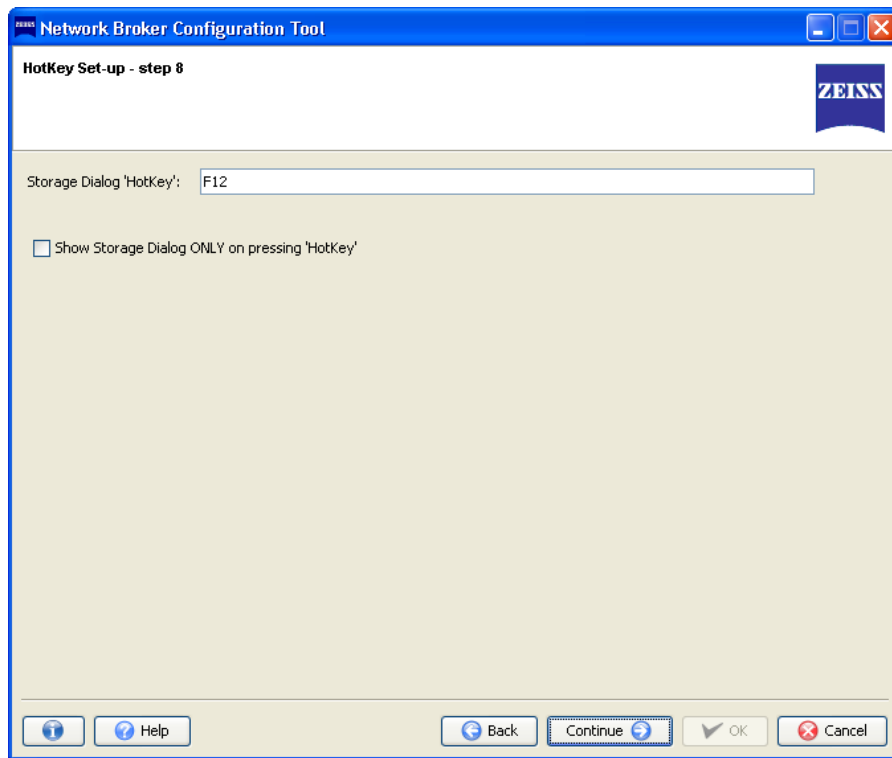 ZEISS Network Broker Configuration Tool
HotKey Set-up - step 8
ZEISS
Storage Dialog 'HotKey': F12
Show Storage Dialog ONLY on pressing 'HotKey'
Help Back Continue OK Cancel